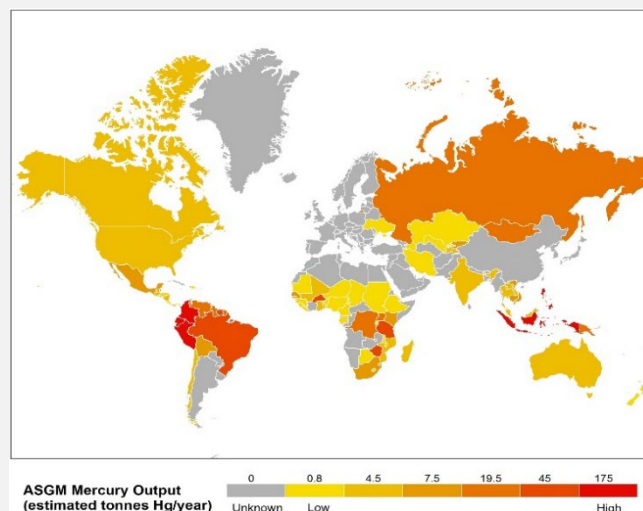 0 0.8 4.5 7.5 19.5 45 175
ASGM Mercury Output
(estimated tonnes Hg/year)
Unknown Low High